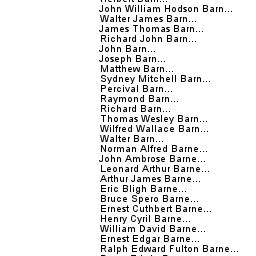 Herbert Barn...
John William Hodson Barn...
Walter James Barn...
James Thomas Barn...
Richard John Barn...
John Barn...
Joseph Barn...
Matthew Barn...
Sydney Mitchell Barn...
Percival Barn...
Raymond Barn...
Richard Barn...
Thomas Wesley Barn...
Wilfred Wallace Barn...
Walter Barn...
Norman Alfred Barne...
John Ambrose Barne...
Leonard Arthur Barne...
Arthur James Barne...
Eric Bligh Barne...
Bruce Spero Barne...
Ernest Cuthbert Barne...
Henry Cyril Barne...
William David Barne...
Ernest Edgar Barne...
Ralph Edward Fulton Barne...